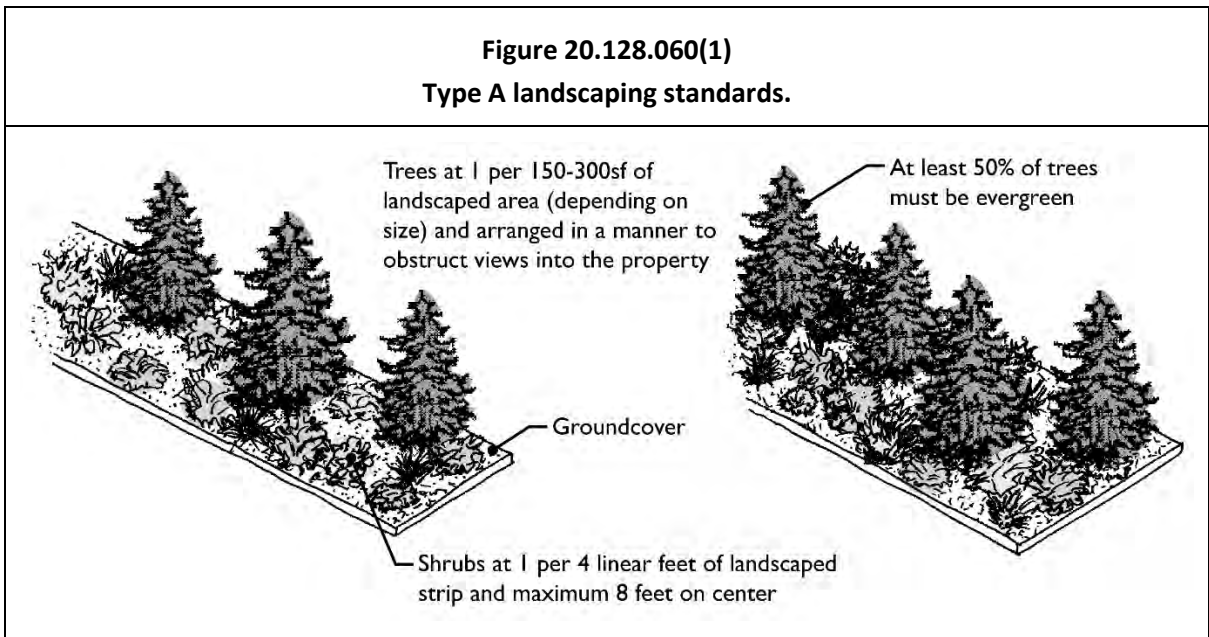 Figure 20.128.060(1)
Type A landscaping standards.
Trees at 1 per 150-300sf of
landscaped area (depending on
size) and arranged in a manner to
obstruct views into the property
At least 50% of trees
must be evergreen
Groundcover
Shrubs at 1 per 4 linear feet of landscaped
strip and maximum 8 feet on center